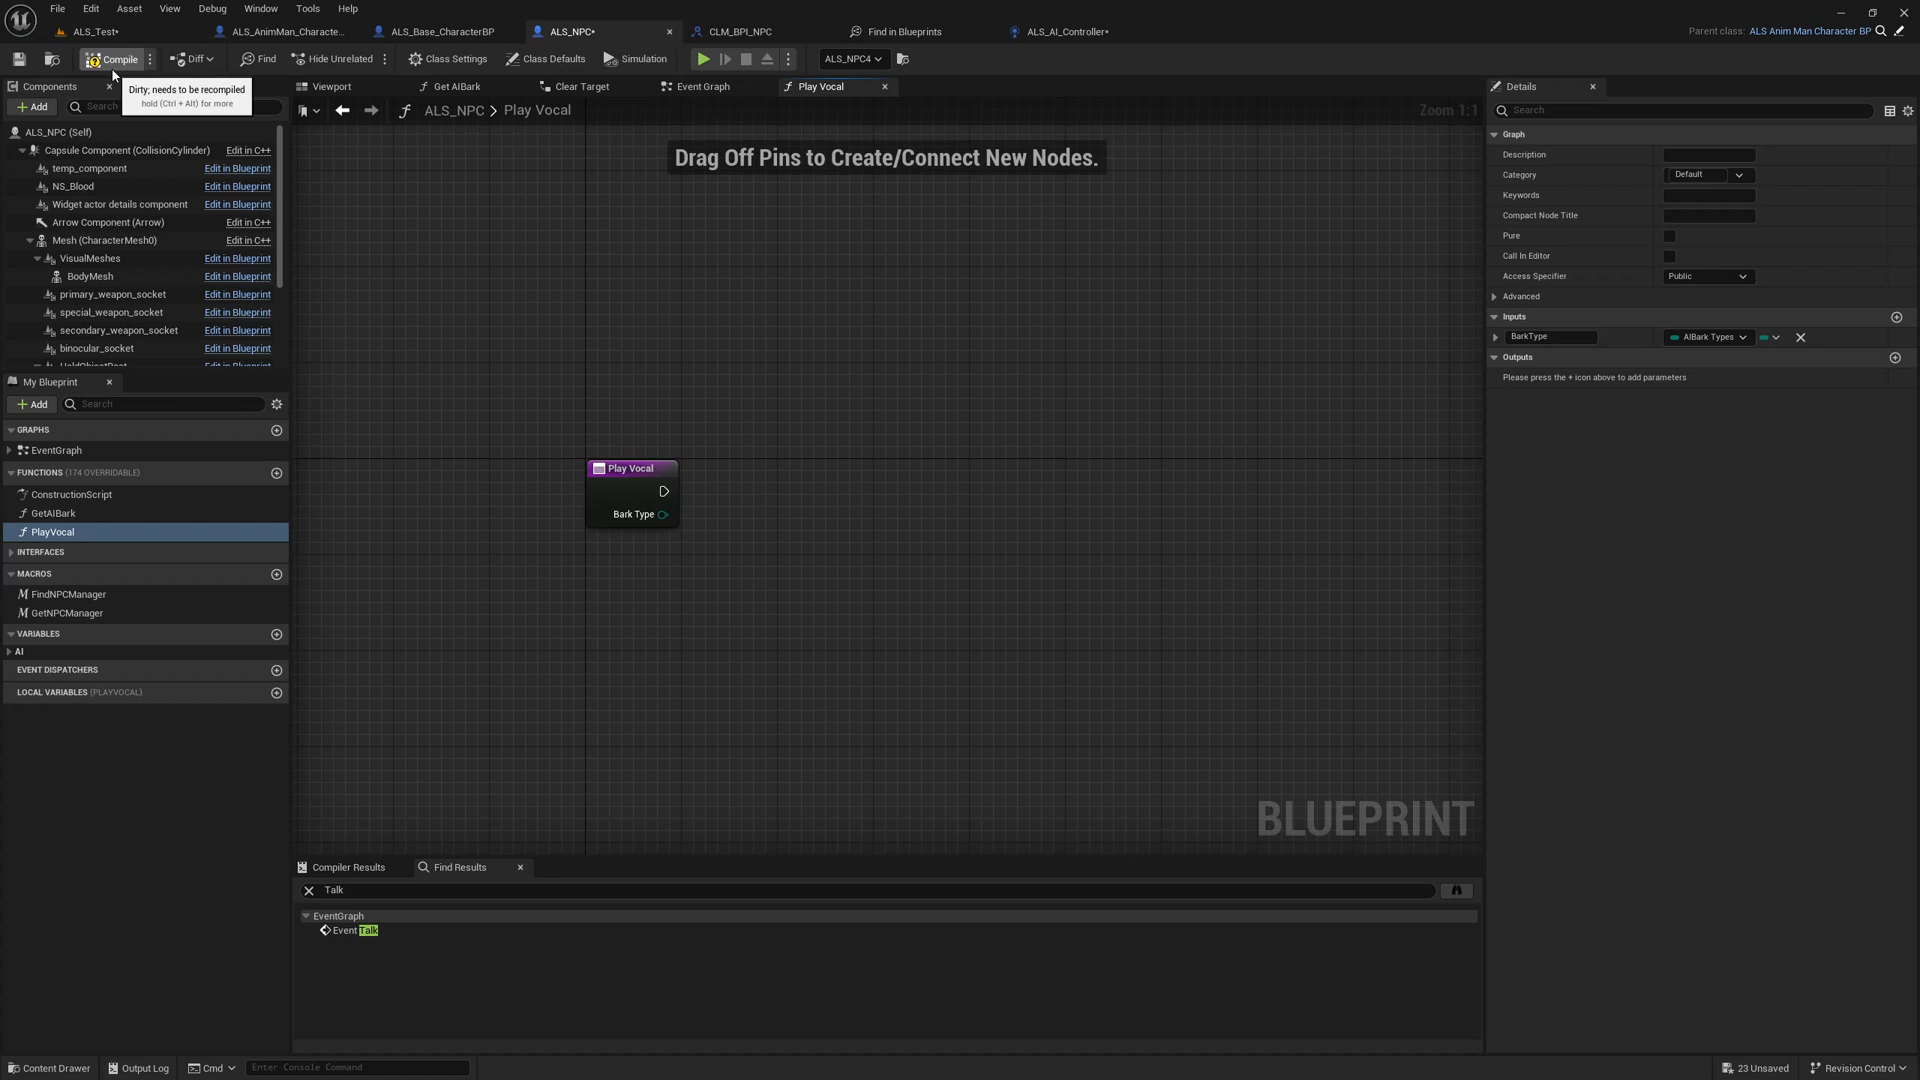 File Edit Asset View Debug Window Tools Help
ALS_Test* ALS_AnimMan_Characte... ALS_Base_CharacterBP ALS_NPC* CLM_BPI_NPC Find in Blueprints ALS_AI_Controller* Parent class: ALS Anim Man Character BP
Compile Diff Find Hide Unrelated Class Settings Class Defaults Simulation ALS_NPC4
Dirty; needs to be recompiled
hold (Ctrl + Alt) for more
Components
Add Search
ALS_NPC (Self)
Capsule Component (CollisionCylinder) Edit in C++
temp_component Edit in Blueprint
NS_Blood Edit in Blueprint
Widget actor details component Edit in Blueprint
Arrow Component (Arrow) Edit in C++
Mesh (CharacterMesh0) Edit in C++
VisualMeshes Edit in Blueprint
BodyMesh Edit in Blueprint
primary_weapon_socket Edit in Blueprint
special_weapon_socket Edit in Blueprint
secondary_weapon_socket Edit in Blueprint
binocular_socket Edit in Blueprint
My Blueprint
Add Search
GRAPHS
EventGraph
FUNCTIONS (174 OVERRIDABLE)
ConstructionScript
GetAIBark
PlayVocal
INTERFACES
MACROS
FindNPCManager
GetNPCManager
VARIABLES
AI
EVENT DISPATCHERS
LOCAL VARIABLES (PLAYVOCAL)
Viewport Get AIBark Clear Target Event Graph Play Vocal
ALS_NPC > Play Vocal Zoom 1:1
Drag Off Pins to Create/Connect New Nodes.
Play Vocal
Bark Type
BLUEPRINT
Compiler Results Find Results
Talk
EventGraph
Event Talk
Details
Search
Graph
Description
Category Default
Keywords
Compact Node Title
Pure
Call In Editor
Access Specifier Public
Advanced
Inputs
BarkType AIBark Types
Outputs
Please press the + icon above to add parameters
Content Drawer Output Log Cmd Enter Console Command 23 Unsaved Revision Control